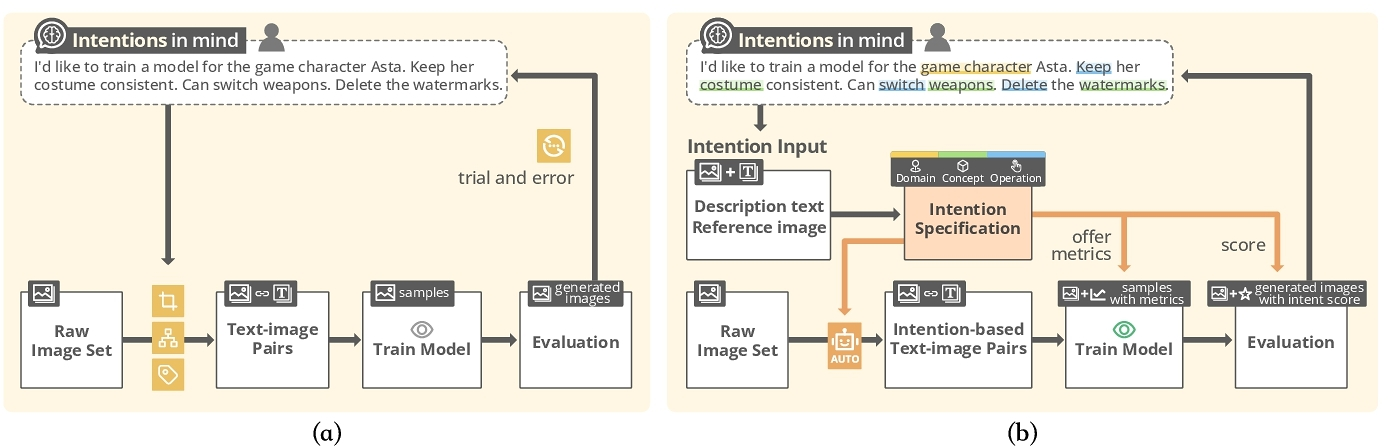 Intentions in mind
I'd like to train a model for the game character Asta. Keep her
costume consistent. Can switch weapons. Delete the watermarks.
trial and error
Raw
Image Set
T
Text-image
Pairs
samples
Train Model
generated
images
Evaluation
(a)
Intentions in mind
I'd like to train a model for the game character Asta. Keep her
costume consistent. Can switch weapons. Delete the watermarks.
Intention Input
+ T
Description text
Reference image
Domain Concept Operation
Intention
Specification
offer
metrics
score
Raw
Image Set
AUTO
T
Intention-based
Text-image Pairs
+ samples
with metrics
Train Model
+ generated images
with intent score
Evaluation
(b)